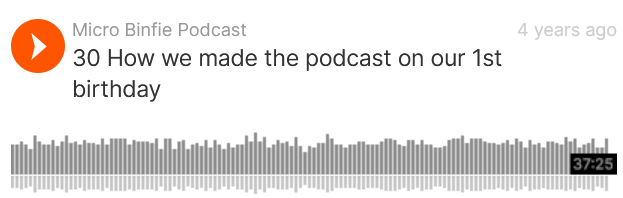 Micro Binfie Podcast
4 years ago
30 How we made the podcast on our 1st
birthday
37:25